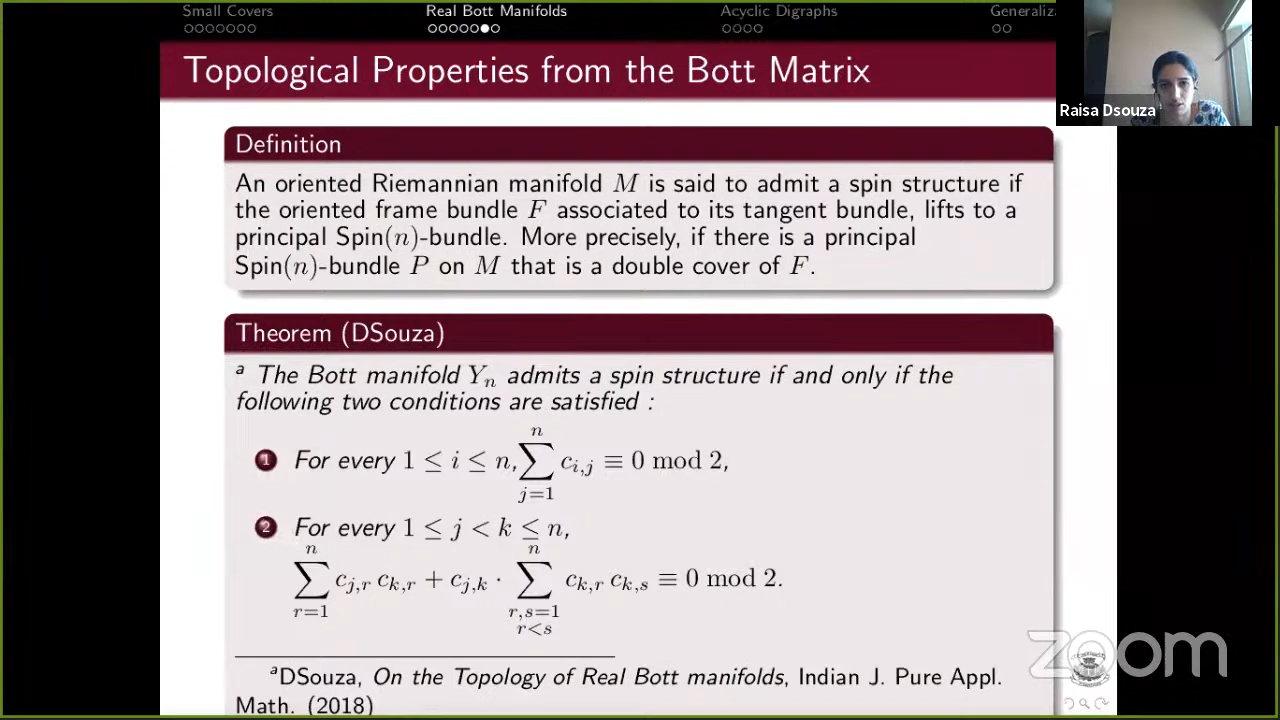 Small Covers
Real Bott Manifolds
Acyclic Digraphs
Generaliz
Topological Properties from the Bott Matrix
Raisa Dsouza
Definition
An oriented Riemannian manifold M is said to admit a spin structure if
the oriented frame bundle F associated to its tangent bundle, lifts to a
principal Spin(n)-bundle. More precisely, if there is a principal
Spin(n)-bundle P on M that is a double cover of F.
Theorem (DSouza)
ᵃ The Bott manifold Yₙ admits a spin structure if and only if the
following two conditions are satisfied :
1 For every 1 ≤ i ≤ n, ∑_{j=1}^{n} c_{i,j} ≡ 0 mod 2,
2 For every 1 ≤ j < k ≤ n,
∑_{r=1}^{n} c_{j,r} c_{k,r} + c_{j,k} · ∑_{r,s=1, r<s}^{n} c_{k,r} c_{k,s} ≡ 0 mod 2.
ᵃDSouza, On the Topology of Real Bott manifolds, Indian J. Pure Appl.
Math. (2018)
zoom